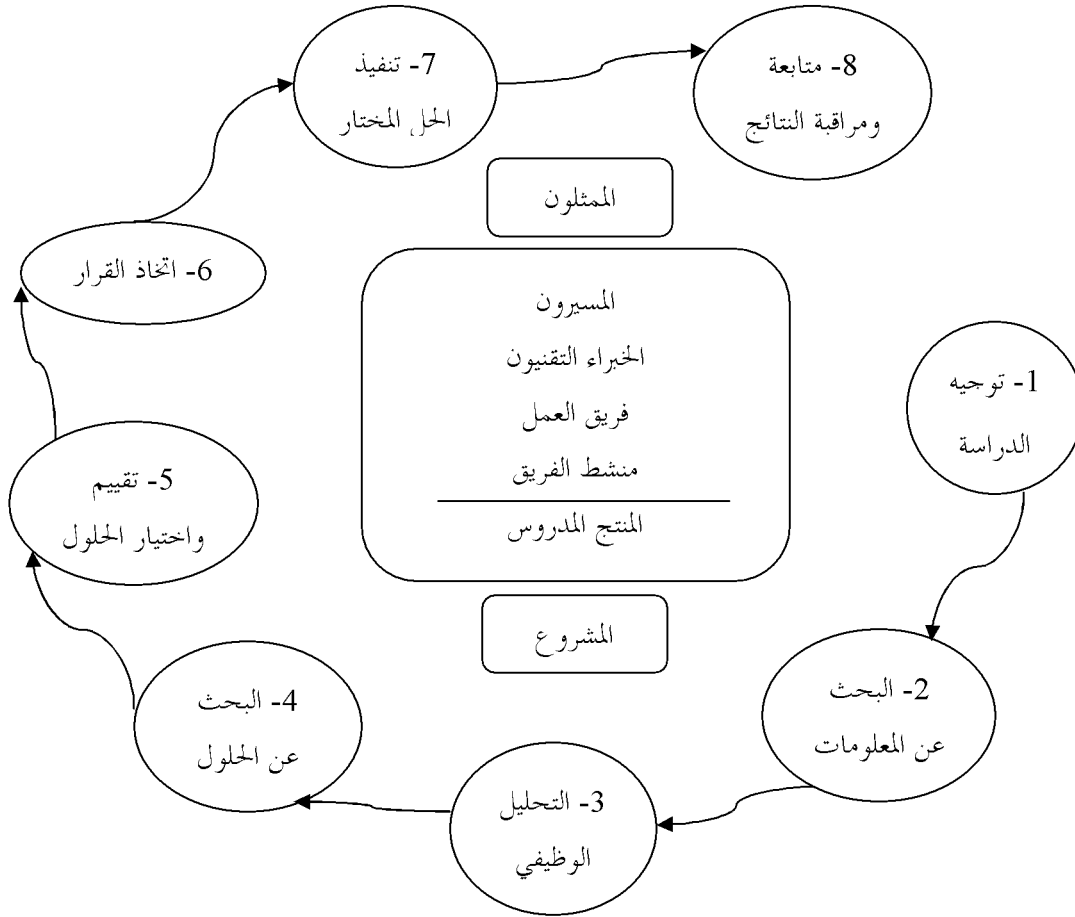 1- توجيه
الدراسة
2- البحث
عن المعلومات
3- التحليل
الوظيفي
4- البحث
عن الحلول
5- تقييم
واختيار الحلول
6- اتخاذ القرار
7- تنفيذ
الحل المختار
8- متابعة
ومراقبة النتائج
الممثلون
المسيرون
الخبراء التقنيون
فريق العمل
منشط الفريق
المنتج المدروس
المشروع